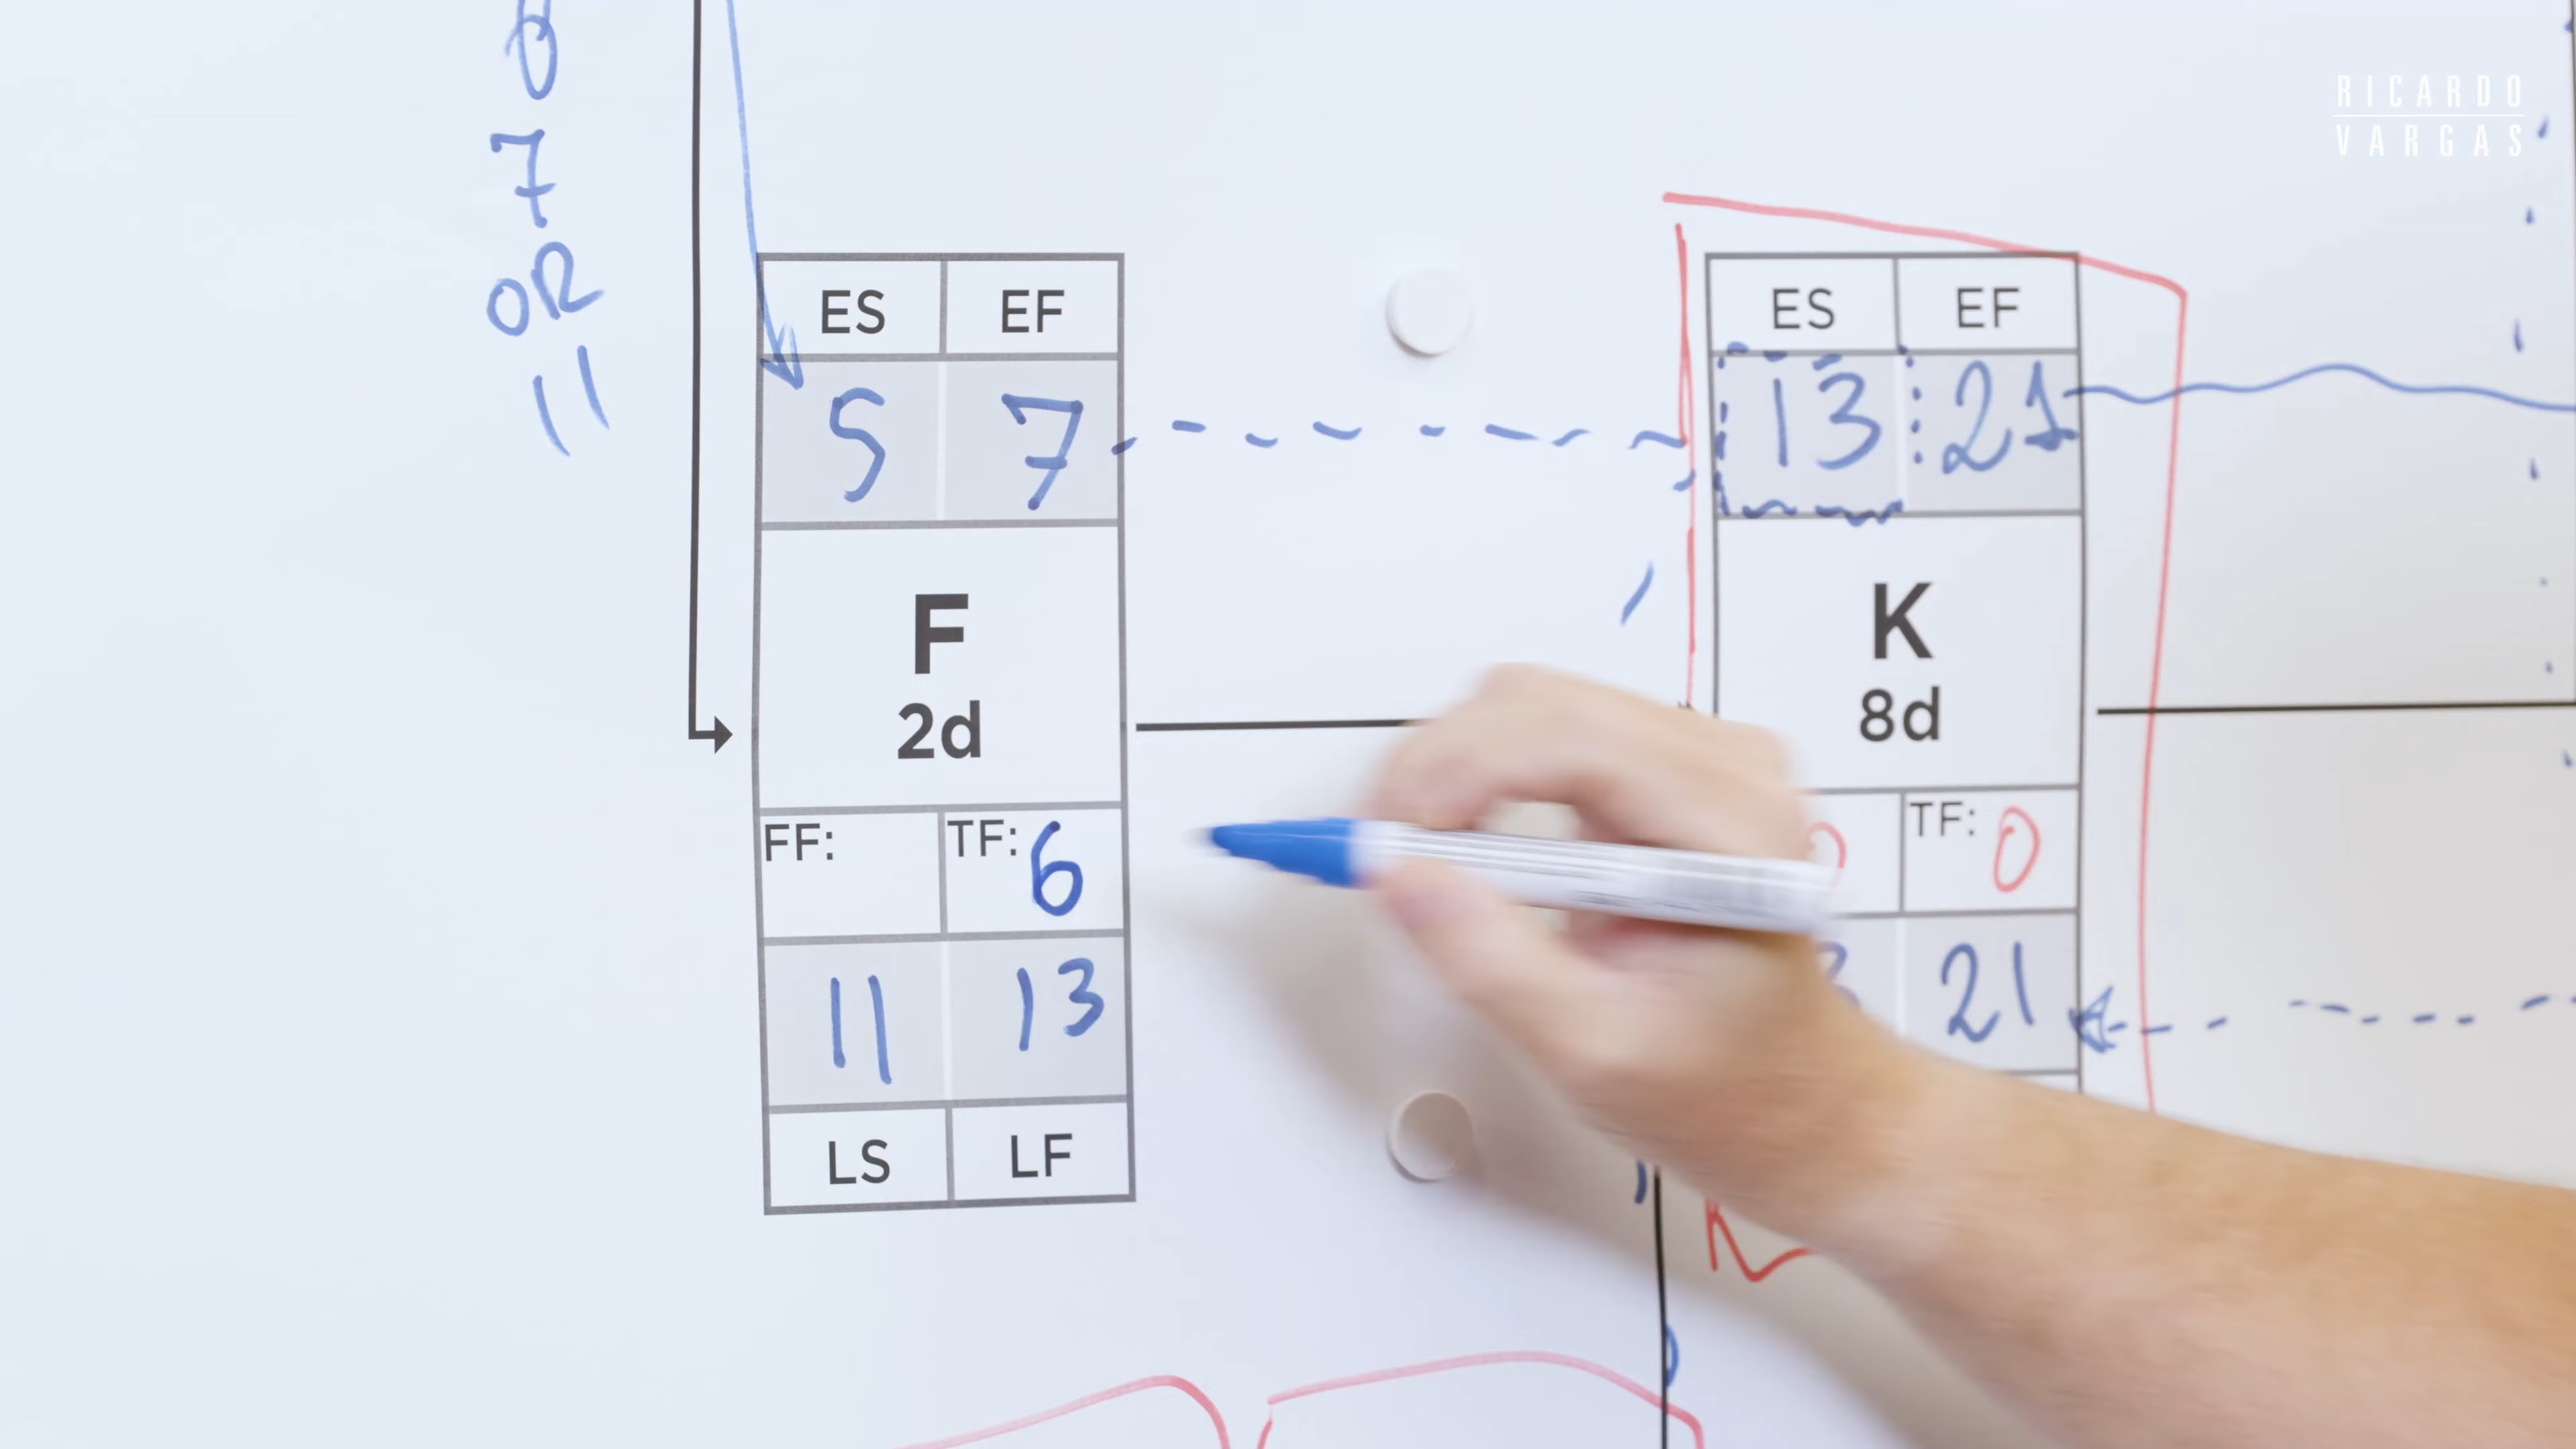 RICARDO
VARGAS
7
OR
11
ES EF
5 7
F
2d
FF: TF: 6
11 13
LS LF
ES EF
13 21
K
8d
TF: 0
21